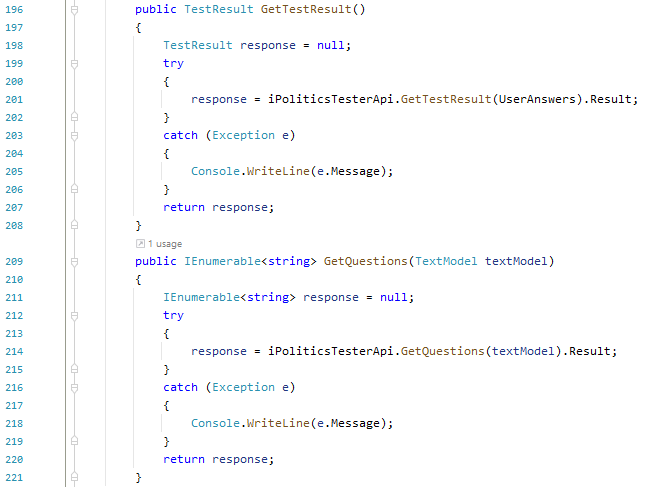 196 public TestResult GetTestResult()
197 {
198 TestResult response = null;
199 try
200 {
201 response = iPoliticsTesterApi.GetTestResult(UserAnswers).Result;
202 }
203 catch (Exception e)
204 {
205 Console.WriteLine(e.Message);
206 }
207 return response;
208 }
1 usage
209 public IEnumerable<string> GetQuestions(TextModel textModel)
210 {
211 IEnumerable<string> response = null;
212 try
213 {
214 response = iPoliticsTesterApi.GetQuestions(textModel).Result;
215 }
216 catch (Exception e)
217 {
218 Console.WriteLine(e.Message);
219 }
220 return response;
221 }